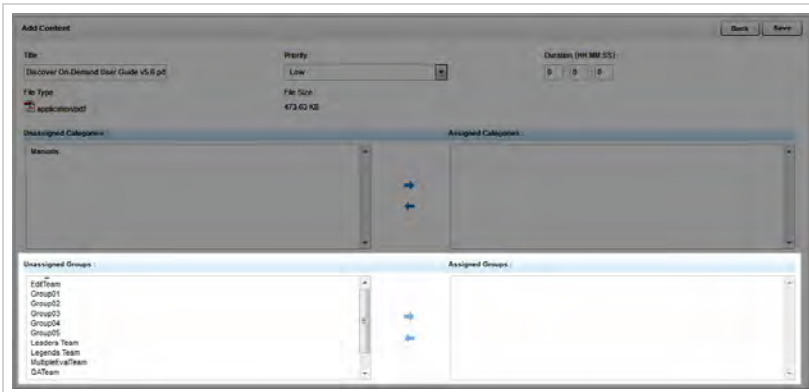 Add Content
Back
Save
Title :
Priority
Duration (HH:MM:SS) :
Discover On-Demand User Guide v5.6 pd
Low
0 : 0 : 0
File Type :
File Size
application/pdf
473.63 KB
Unassigned Categories :
Assigned Categories :
Manuals
Unassigned Groups :
Assigned Groups :
EditTeam
Group01
Group02
Group03
Group04
Group05
Leaders Team
Legends Team
MultipleEvalTeam
QATeam